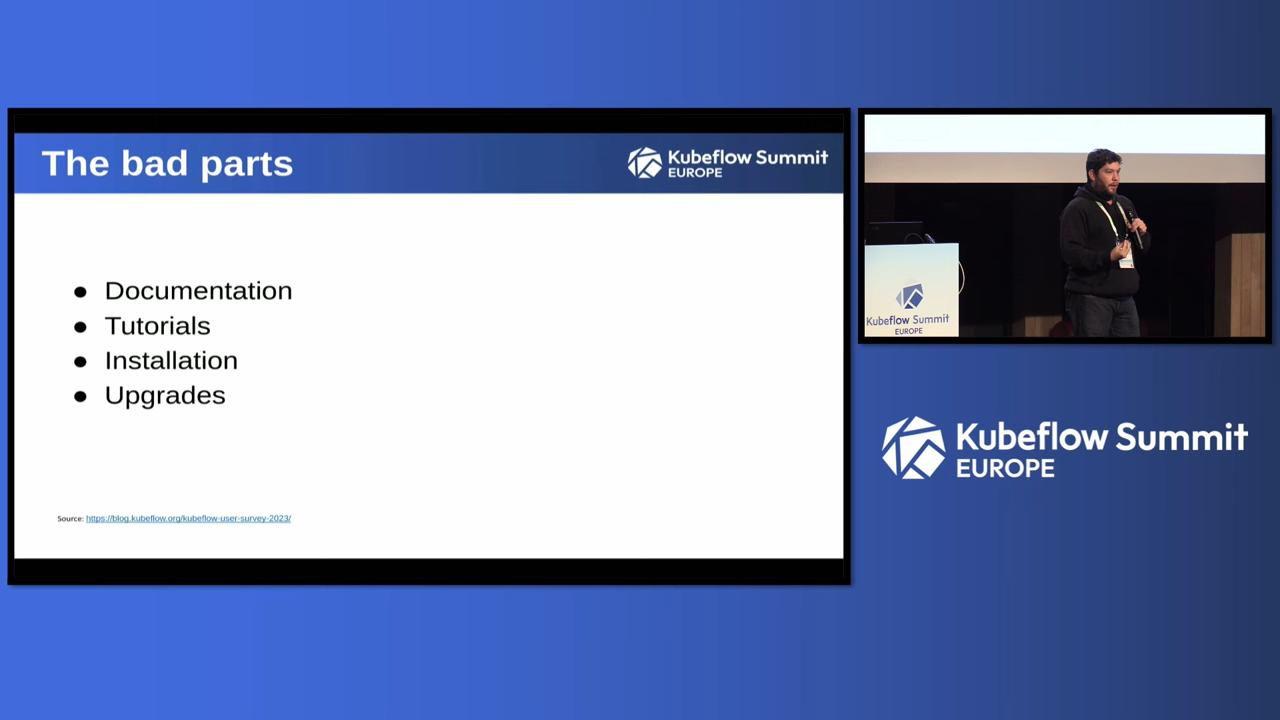 The bad parts
Kubeflow Summit
EUROPE
● Documentation
● Tutorials
● Installation
● Upgrades
Source: https://blog.kubeflow.org/kubeflow-user-survey-2023/
Kubeflow Summit
EUROPE
Kubeflow Summit
EUROPE